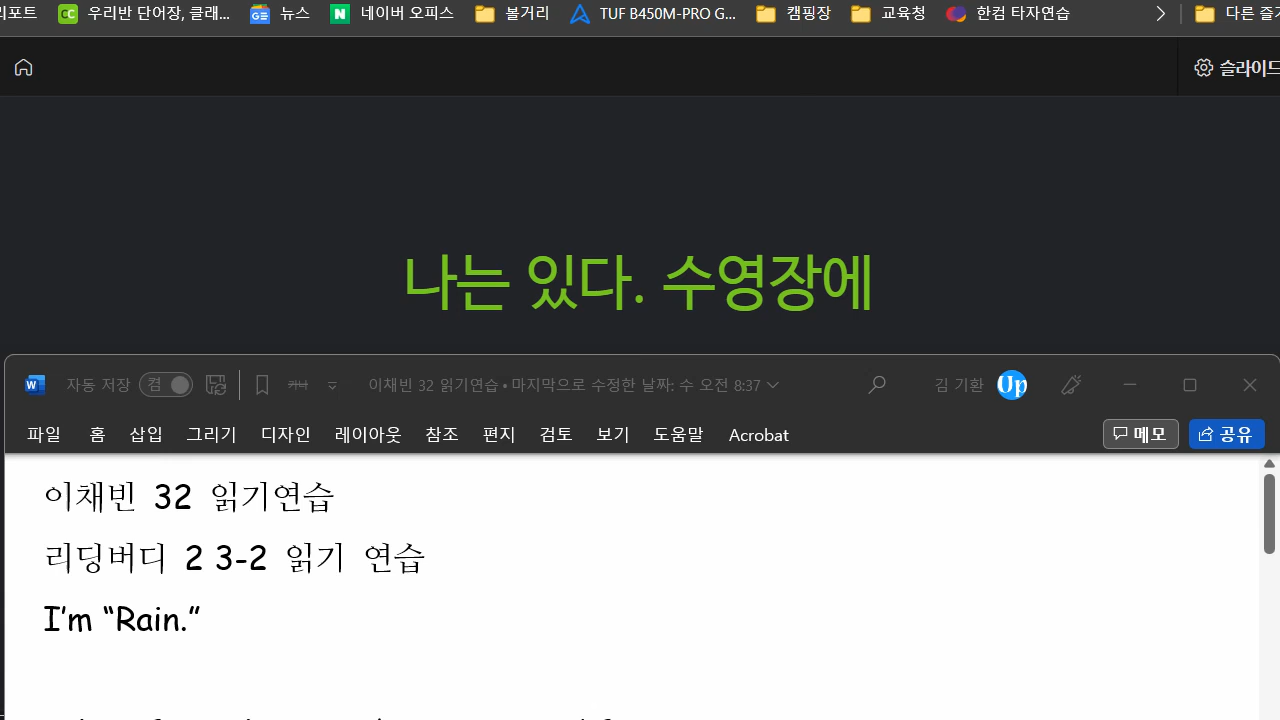 리포트 우리반 단어장, 클래... 뉴스 네이버 오피스 볼거리 TUF B450M-PRO G... 캠핑장 교육청 한컴 타자연습 다른 즐겨
슬라이드
나는 있다. 수영장에
자동 저장 켬 가나 이채빈 32 읽기연습 • 마지막으로 수정한 날짜: 수 오전 8:37 김 기환 Up
파일 홈 삽입 그리기 디자인 레이아웃 참조 편지 검토 보기 도움말 Acrobat 메모 공유
이채빈 32 읽기연습
리딩버디 2 3-2 읽기 연습
I’m “Rain.”